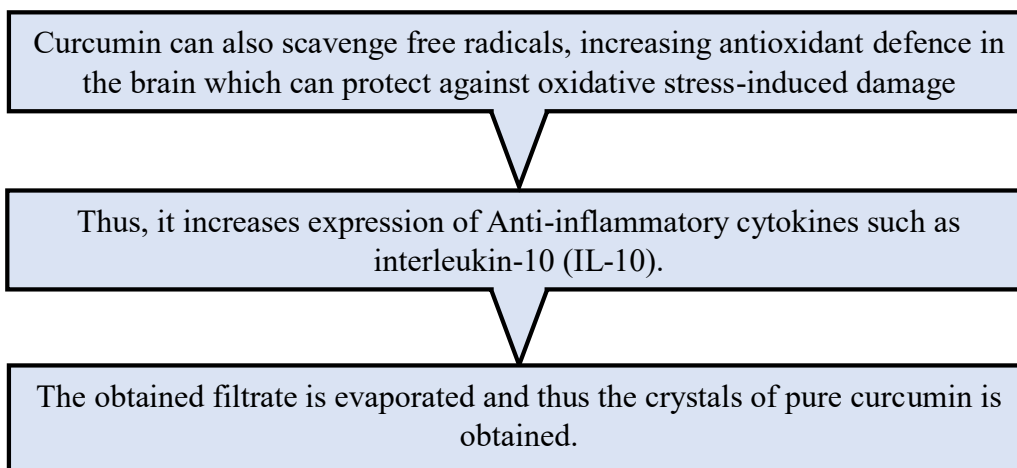 Curcumin can also scavenge free radicals, increasing antioxidant defence in
the brain which can protect against oxidative stress-induced damage
Thus, it increases expression of Anti-inflammatory cytokines such as
interleukin-10 (IL-10).
The obtained filtrate is evaporated and thus the crystals of pure curcumin is
obtained.